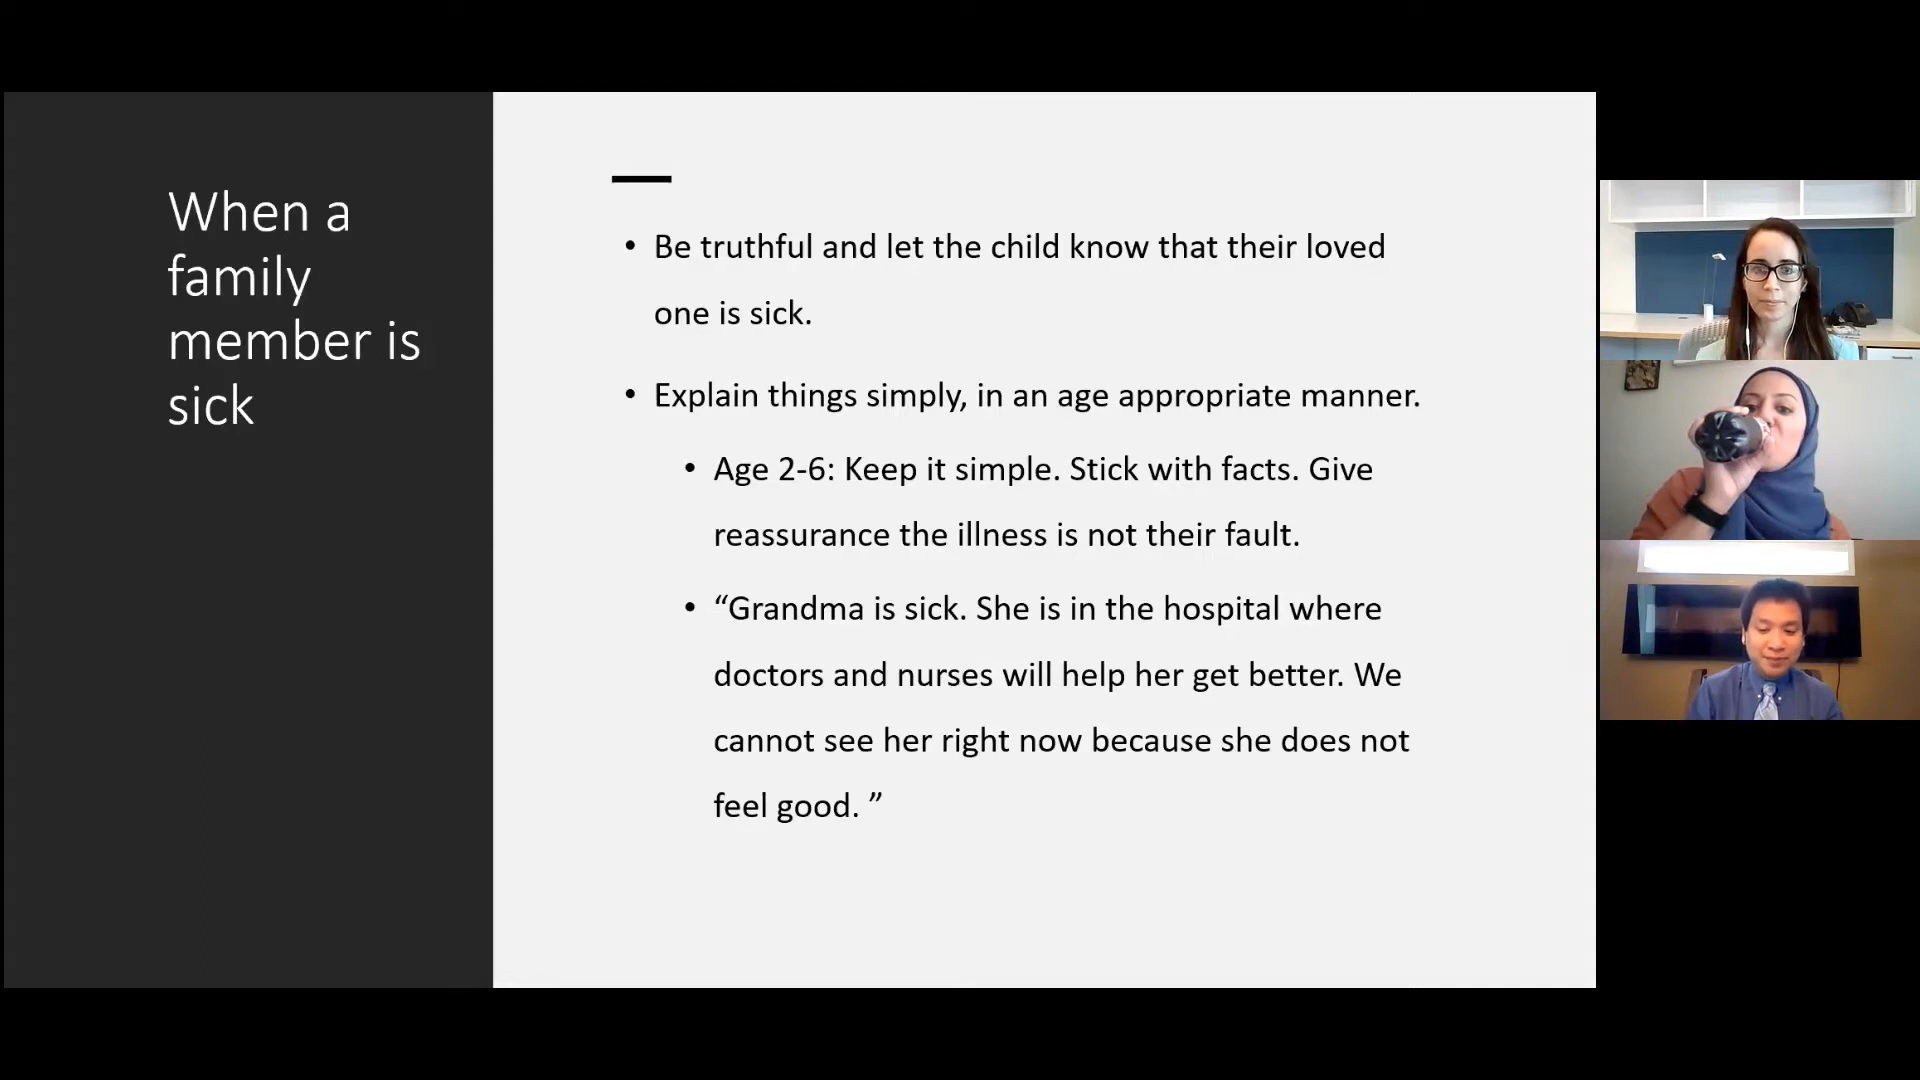 When a
family
member is
sick
• Be truthful and let the child know that their loved
one is sick.
• Explain things simply, in an age appropriate manner.
• Age 2-6: Keep it simple. Stick with facts. Give
reassurance the illness is not their fault.
• “Grandma is sick. She is in the hospital where
doctors and nurses will help her get better. We
cannot see her right now because she does not
feel good. ”